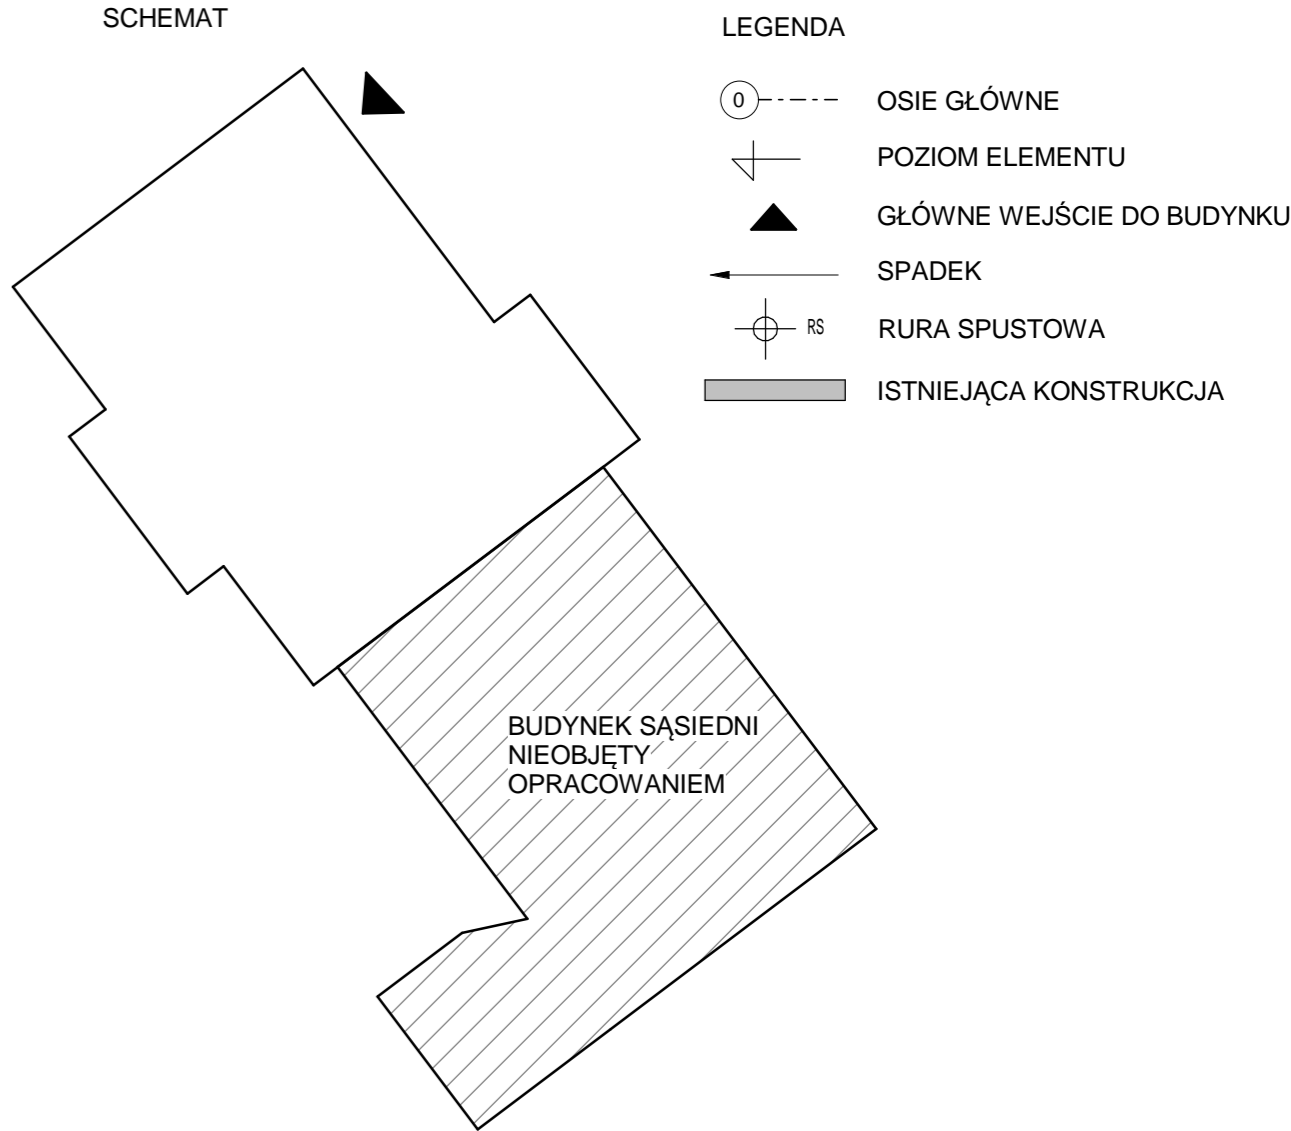 SCHEMAT
LEGENDA
0 OSIE GŁÓWNE
POZIOM ELEMENTU
GŁÓWNE WEJŚCIE DO BUDYNKU
SPADEK
RS RURA SPUSTOWA
ISTNIEJĄCA KONSTRUKCJA
BUDYNEK SĄSIEDNI
NIEOBJĘTY
OPRACOWANIEM